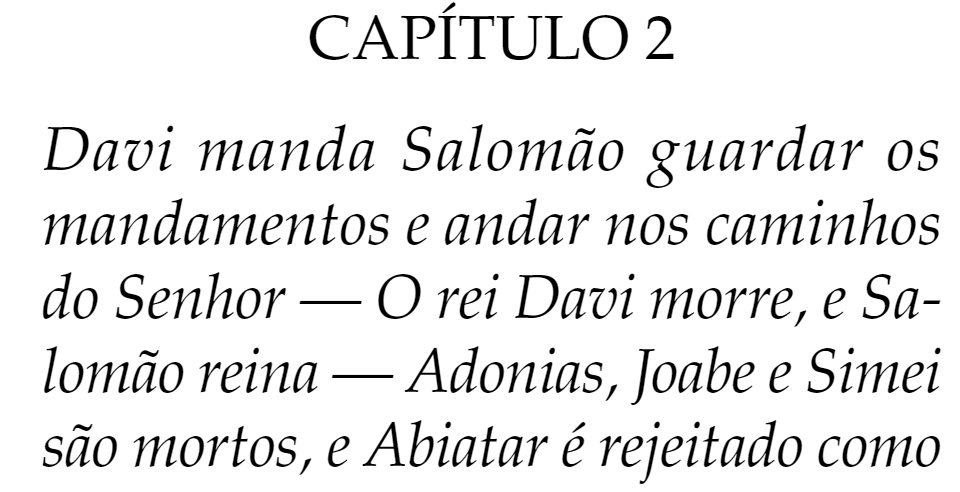 CAPÍTULO 2
Davi manda Salomão guardar os
mandamentos e andar nos caminhos
do Senhor — O rei Davi morre, e Sa-
lomão reina — Adonias, Joabe e Simei
são mortos, e Abiatar é rejeitado como